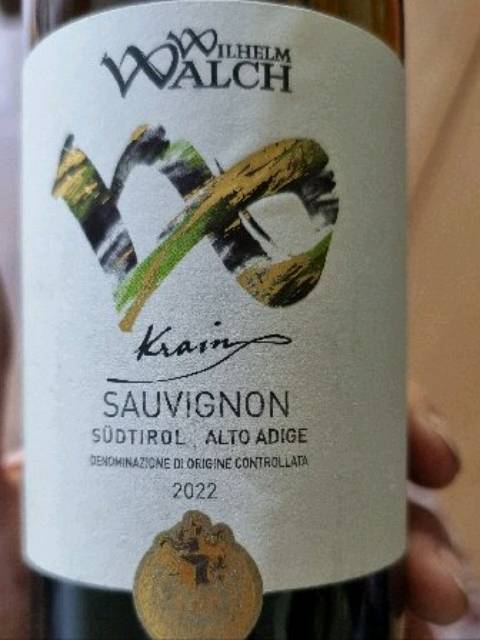 WILHELM
WALCH
Krain
SAUVIGNON
SÜDTIROL ALTO ADIGE
DENOMINAZIONE DI ORIGINE CONTROLLATA
2022